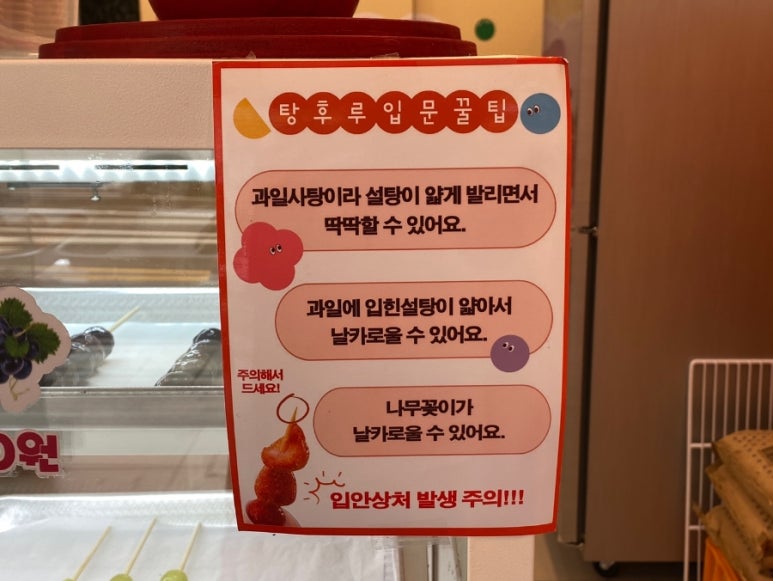 탕후루입문꿀팁
과일사탕이라 설탕이 얇게 발리면서
딱딱할 수 있어요.
과일에 입힌설탕이 얇아서
날카로울 수 있어요.
주의해서
드세요!
나무꽂이가
날카로울 수 있어요.
입안상처 발생 주의!!!
0원